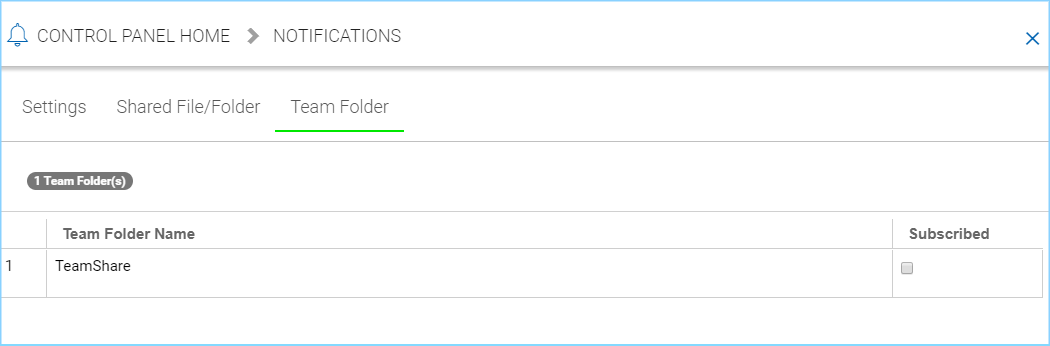 CONTROL PANEL HOME NOTIFICATIONS
Settings Shared File/Folder Team Folder
1 Team Folder(s)
Team Folder Name Subscribed
1 TeamShare